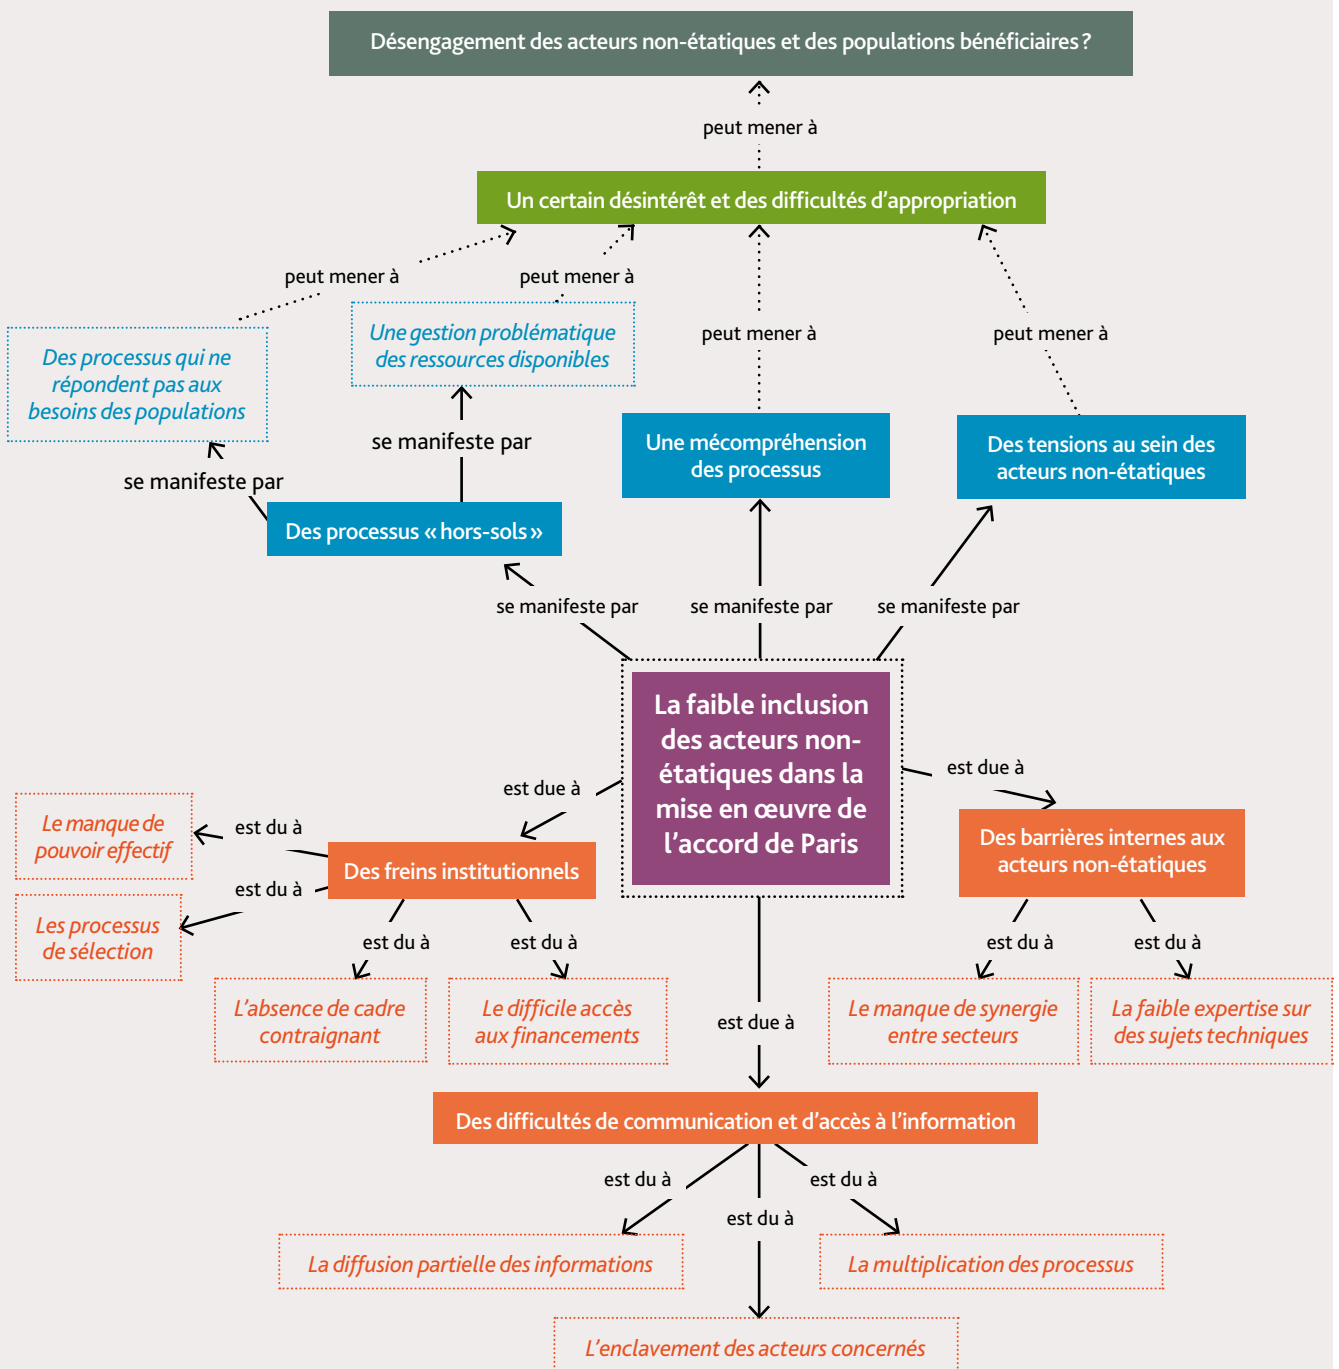 Désengagement des acteurs non-étatiques et des populations bénéficiaires ?
peut mener à
Un certain désintérêt et des difficultés d’appropriation
peut mener à
peut mener à
peut mener à
peut mener à
Des processus qui ne
répondent pas aux
besoins des populations
Une gestion problématique
des ressources disponibles
se manifeste par
se manifeste par
Une mécompréhension
des processus
Des tensions au sein des
acteurs non-étatiques
Des processus « hors-sols »
se manifeste par
se manifeste par
se manifeste par
La faible inclusion
des acteurs non-
étatiques dans la
mise en œuvre de
l’accord de Paris
est due à
est due à
Le manque de
pouvoir effectif
est du à
Des freins institutionnels
est du à
Les processus
de sélection
Des barrières internes aux
acteurs non-étatiques
est du à
est du à
est du à
est du à
L’absence de cadre
contraignant
Le difficile accès
aux financements
est due à
Le manque de synergie
entre secteurs
La faible expertise sur
des sujets techniques
Des difficultés de communication et d’accès à l’information
est du à
est du à
est du à
La diffusion partielle des informations
La multiplication des processus
L’enclavement des acteurs concernés